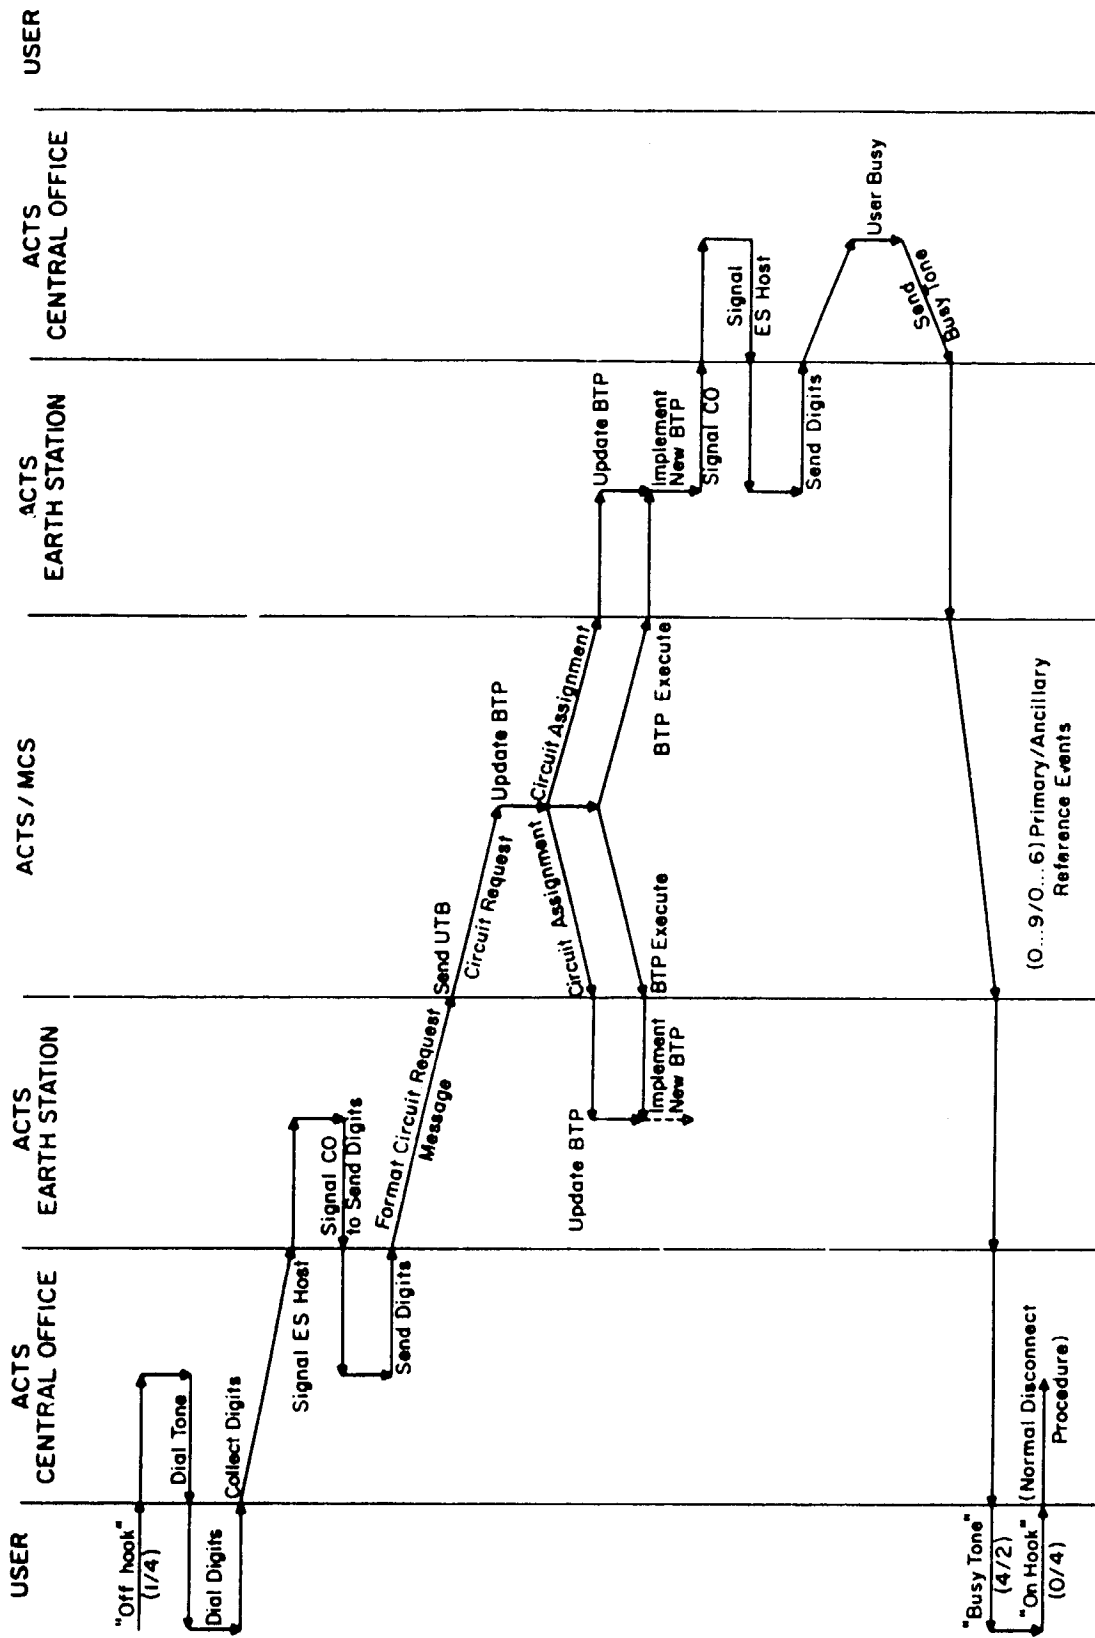 USER
ACTS
CENTRAL OFFICE
ACTS
EARTH STATION
ACTS / MCS
ACTS
EARTH STATION
ACTS
CENTRAL OFFICE
USER
"Off hook"
(1/4)
Dial Tone
Dial Digits
Collect Digits
Signal ES Host
Signal CO
to Send Digits
Send Digits
Format Circuit Request
Message
Send UTB
Circuit Request
Update BTP
Circuit Assignment
Circuit Assignment
Update BTP
Update BTP
BTP Execute
BTP Execute
Implement
New BTP
Implement
New BTP
Signal CO
Signal
ES Host
Send Digits
User Busy
Send
Busy Tone
"Busy Tone"
(4/2)
"On Hook"
(0/4)
(Normal Disconnect
Procedure)
(0...9/0...6) Primary/Ancillary
Reference Events